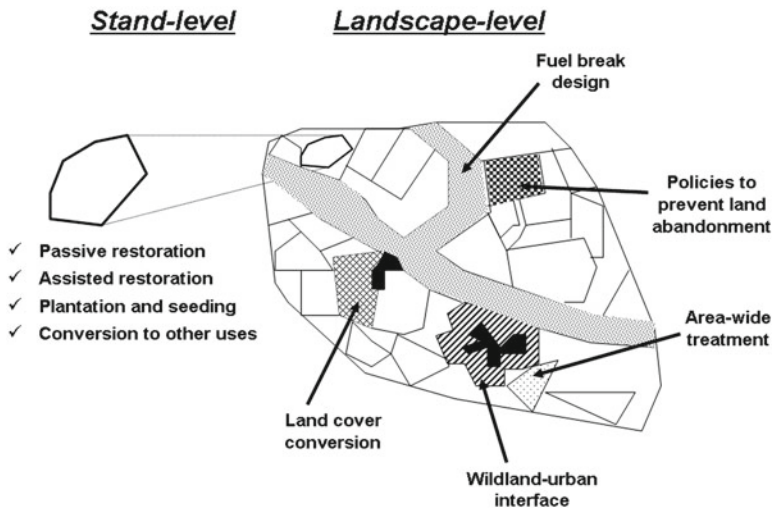 Stand-level
Landscape-level
Fuel break
design
Policies to
prevent land
abandonment
✓ Passive restoration
✓ Assisted restoration
✓ Plantation and seeding
✓ Conversion to other uses
Area-wide
treatment
Land cover
conversion
Wildland-urban
interface